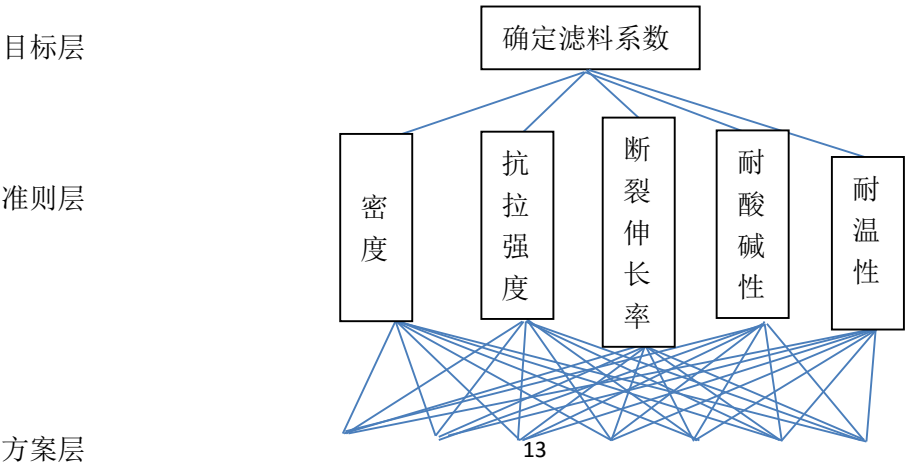 目标层
确定滤料系数
准则层
密度
抗拉强度
断裂伸长率
耐酸碱性
耐温性
方案层
13